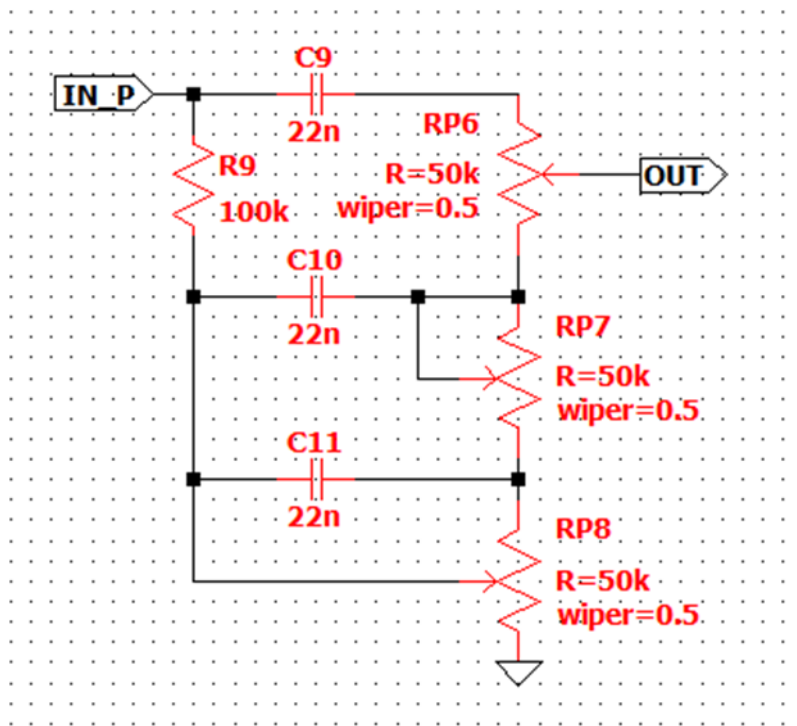 C9
IN_P
22n
RP6
R9
R=50k
OUT
100k
wiper=0.5
C10
22n
RP7
R=50k
wiper=0.5
C11
22n
RP8
R=50k
wiper=0.5